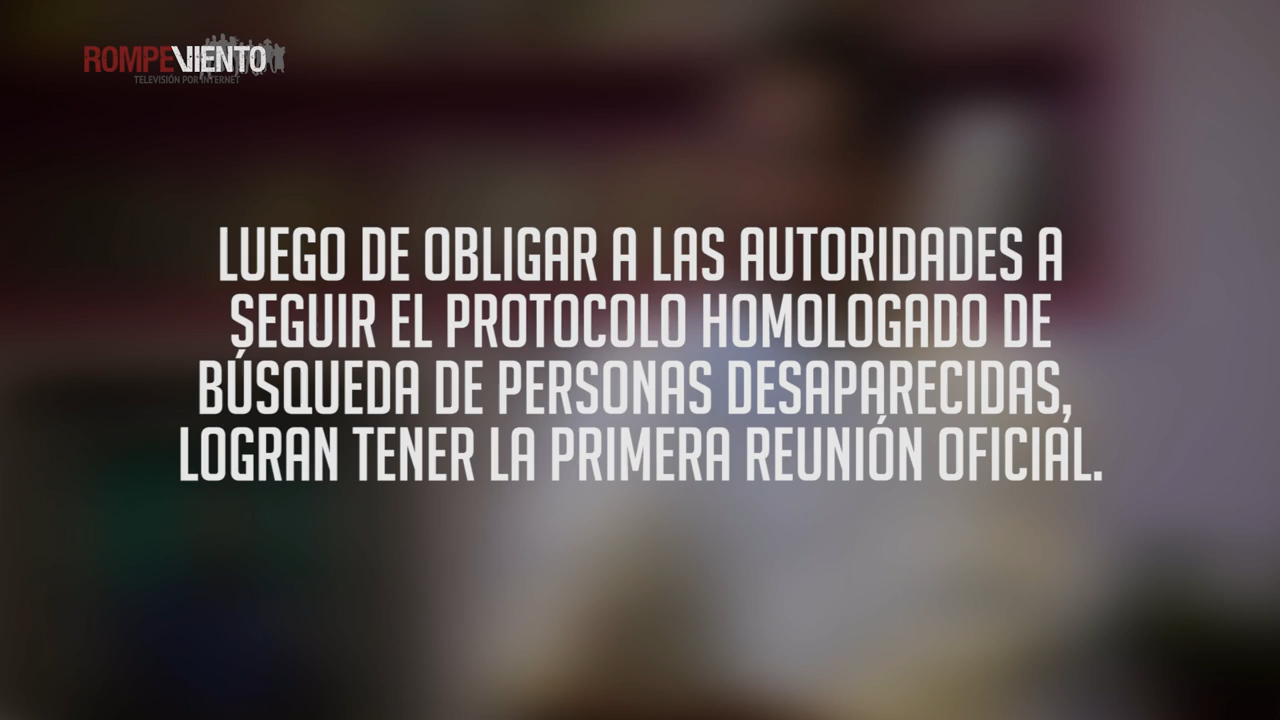 ROMPEVIENTO
TELEVISIÓN POR INTERNET
LUEGO DE OBLIGAR A LAS AUTORIDADES A
SEGUIR EL PROTOCOLO HOMOLOGADO DE
BÚSQUEDA DE PERSONAS DESAPARECIDAS,
LOGRAN TENER LA PRIMERA REUNIÓN OFICIAL.